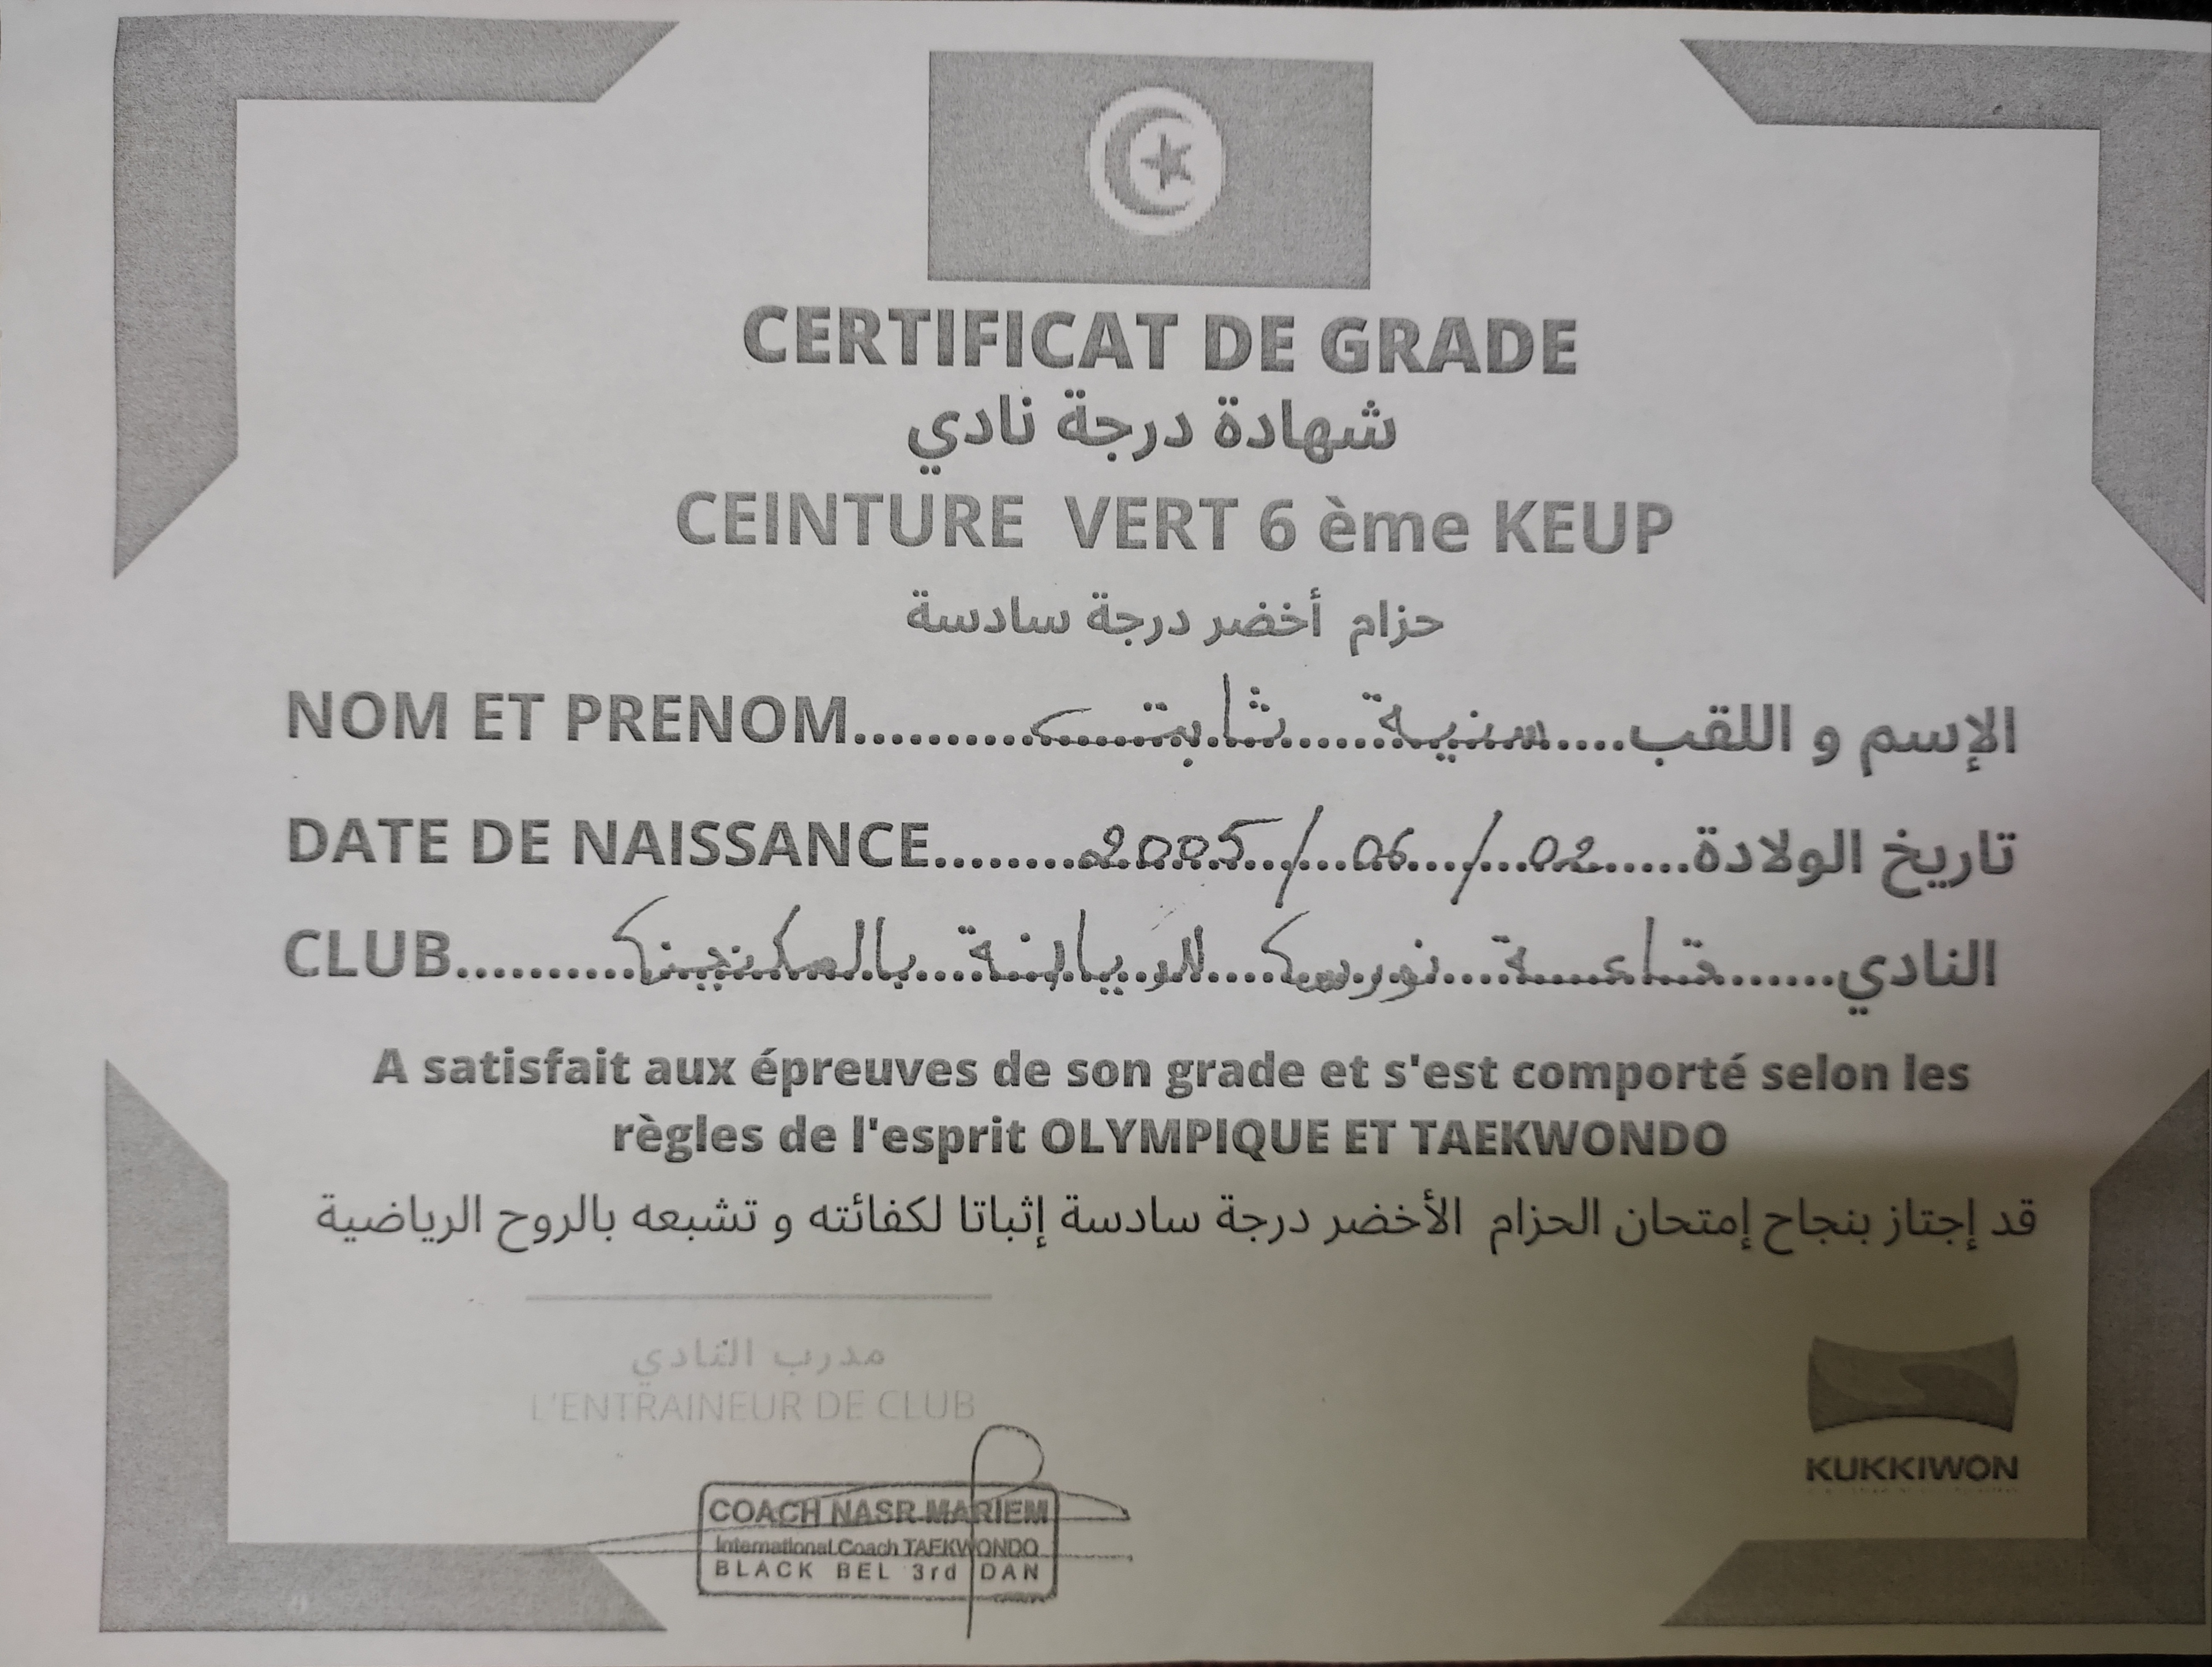 CERTIFICAT DE GRADE
شهادة درجة نادي
CEINTURE VERT 6 ème KEUP
حزام أخضر درجة سادسة
NOM ET PRENOM..........سنية ثابت.....الإسم و اللقب
DATE DE NAISSANCE........2005/06/02......تاريخ الولادة
CLUB..........قاعة نورس للرياضة بالمكنين.......النادي
A satisfait aux épreuves de son grade et s'est comporté selon les
règles de l'esprit OLYMPIQUE ET TAEKWONDO
قد إجتاز بنجاح إمتحان الحزام الأخضر درجة سادسة إثباتا لكفائته و تشبعه بالروح الرياضية
مدرب النادي
L'ENTRAINEUR DE CLUB
COACH NASR MARIEM
International Coach TAEKWONDO
BLACK BEL 3rd DAN
KUKKIWON